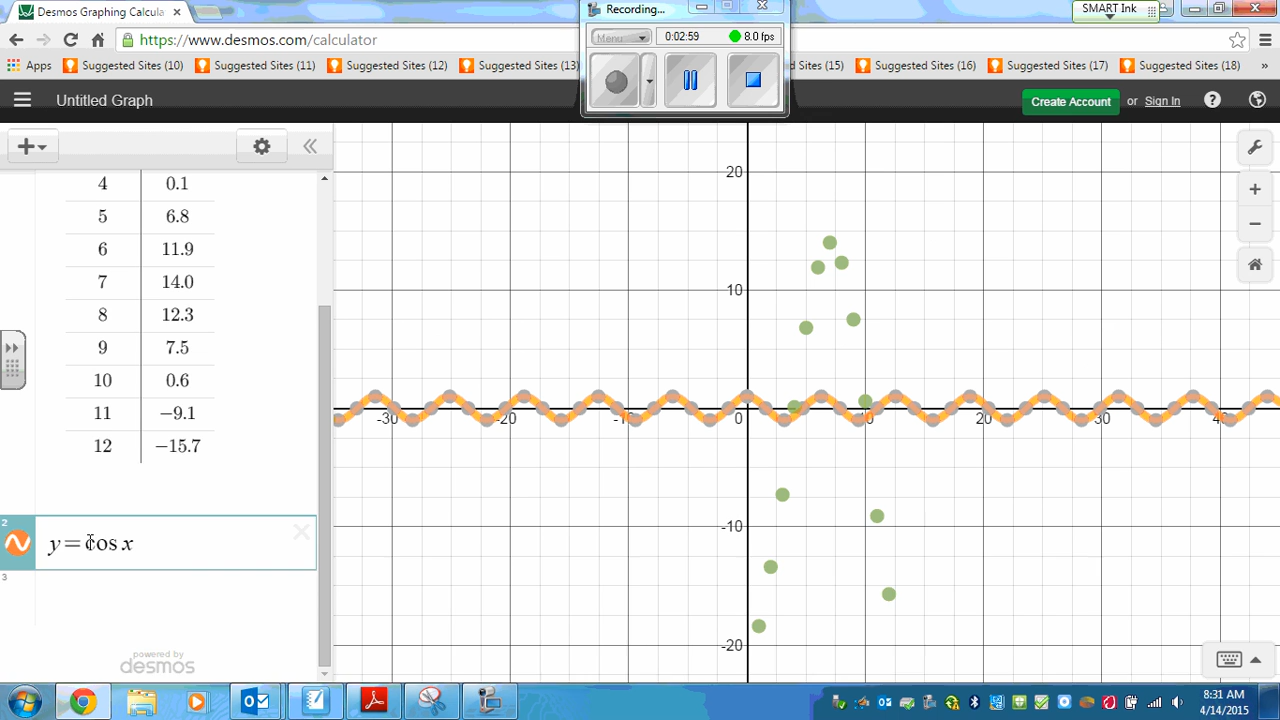 Desmos Graphing Calcula
Recording...
SMART Ink
https://www.desmos.com/calculator
Menu
0:02:59
8.0 fps
Apps
Suggested Sites (10)
Suggested Sites (11)
Suggested Sites (12)
Suggested Sites (13)
(15)
Suggested Sites (16)
Suggested Sites (17)
Suggested Sites (18)
»
Untitled Graph
Create Account or Sign In
4 0.1
5 6.8
6 11.9
7 14.0
8 12.3
9 7.5
10 0.6
11 −9.1
12 −15.7
2
y = cos x
3
powered by
desmos
20
10
-30 -20 -10 0 10 20 30 40
-10
-20
8:31 AM
4/14/2015